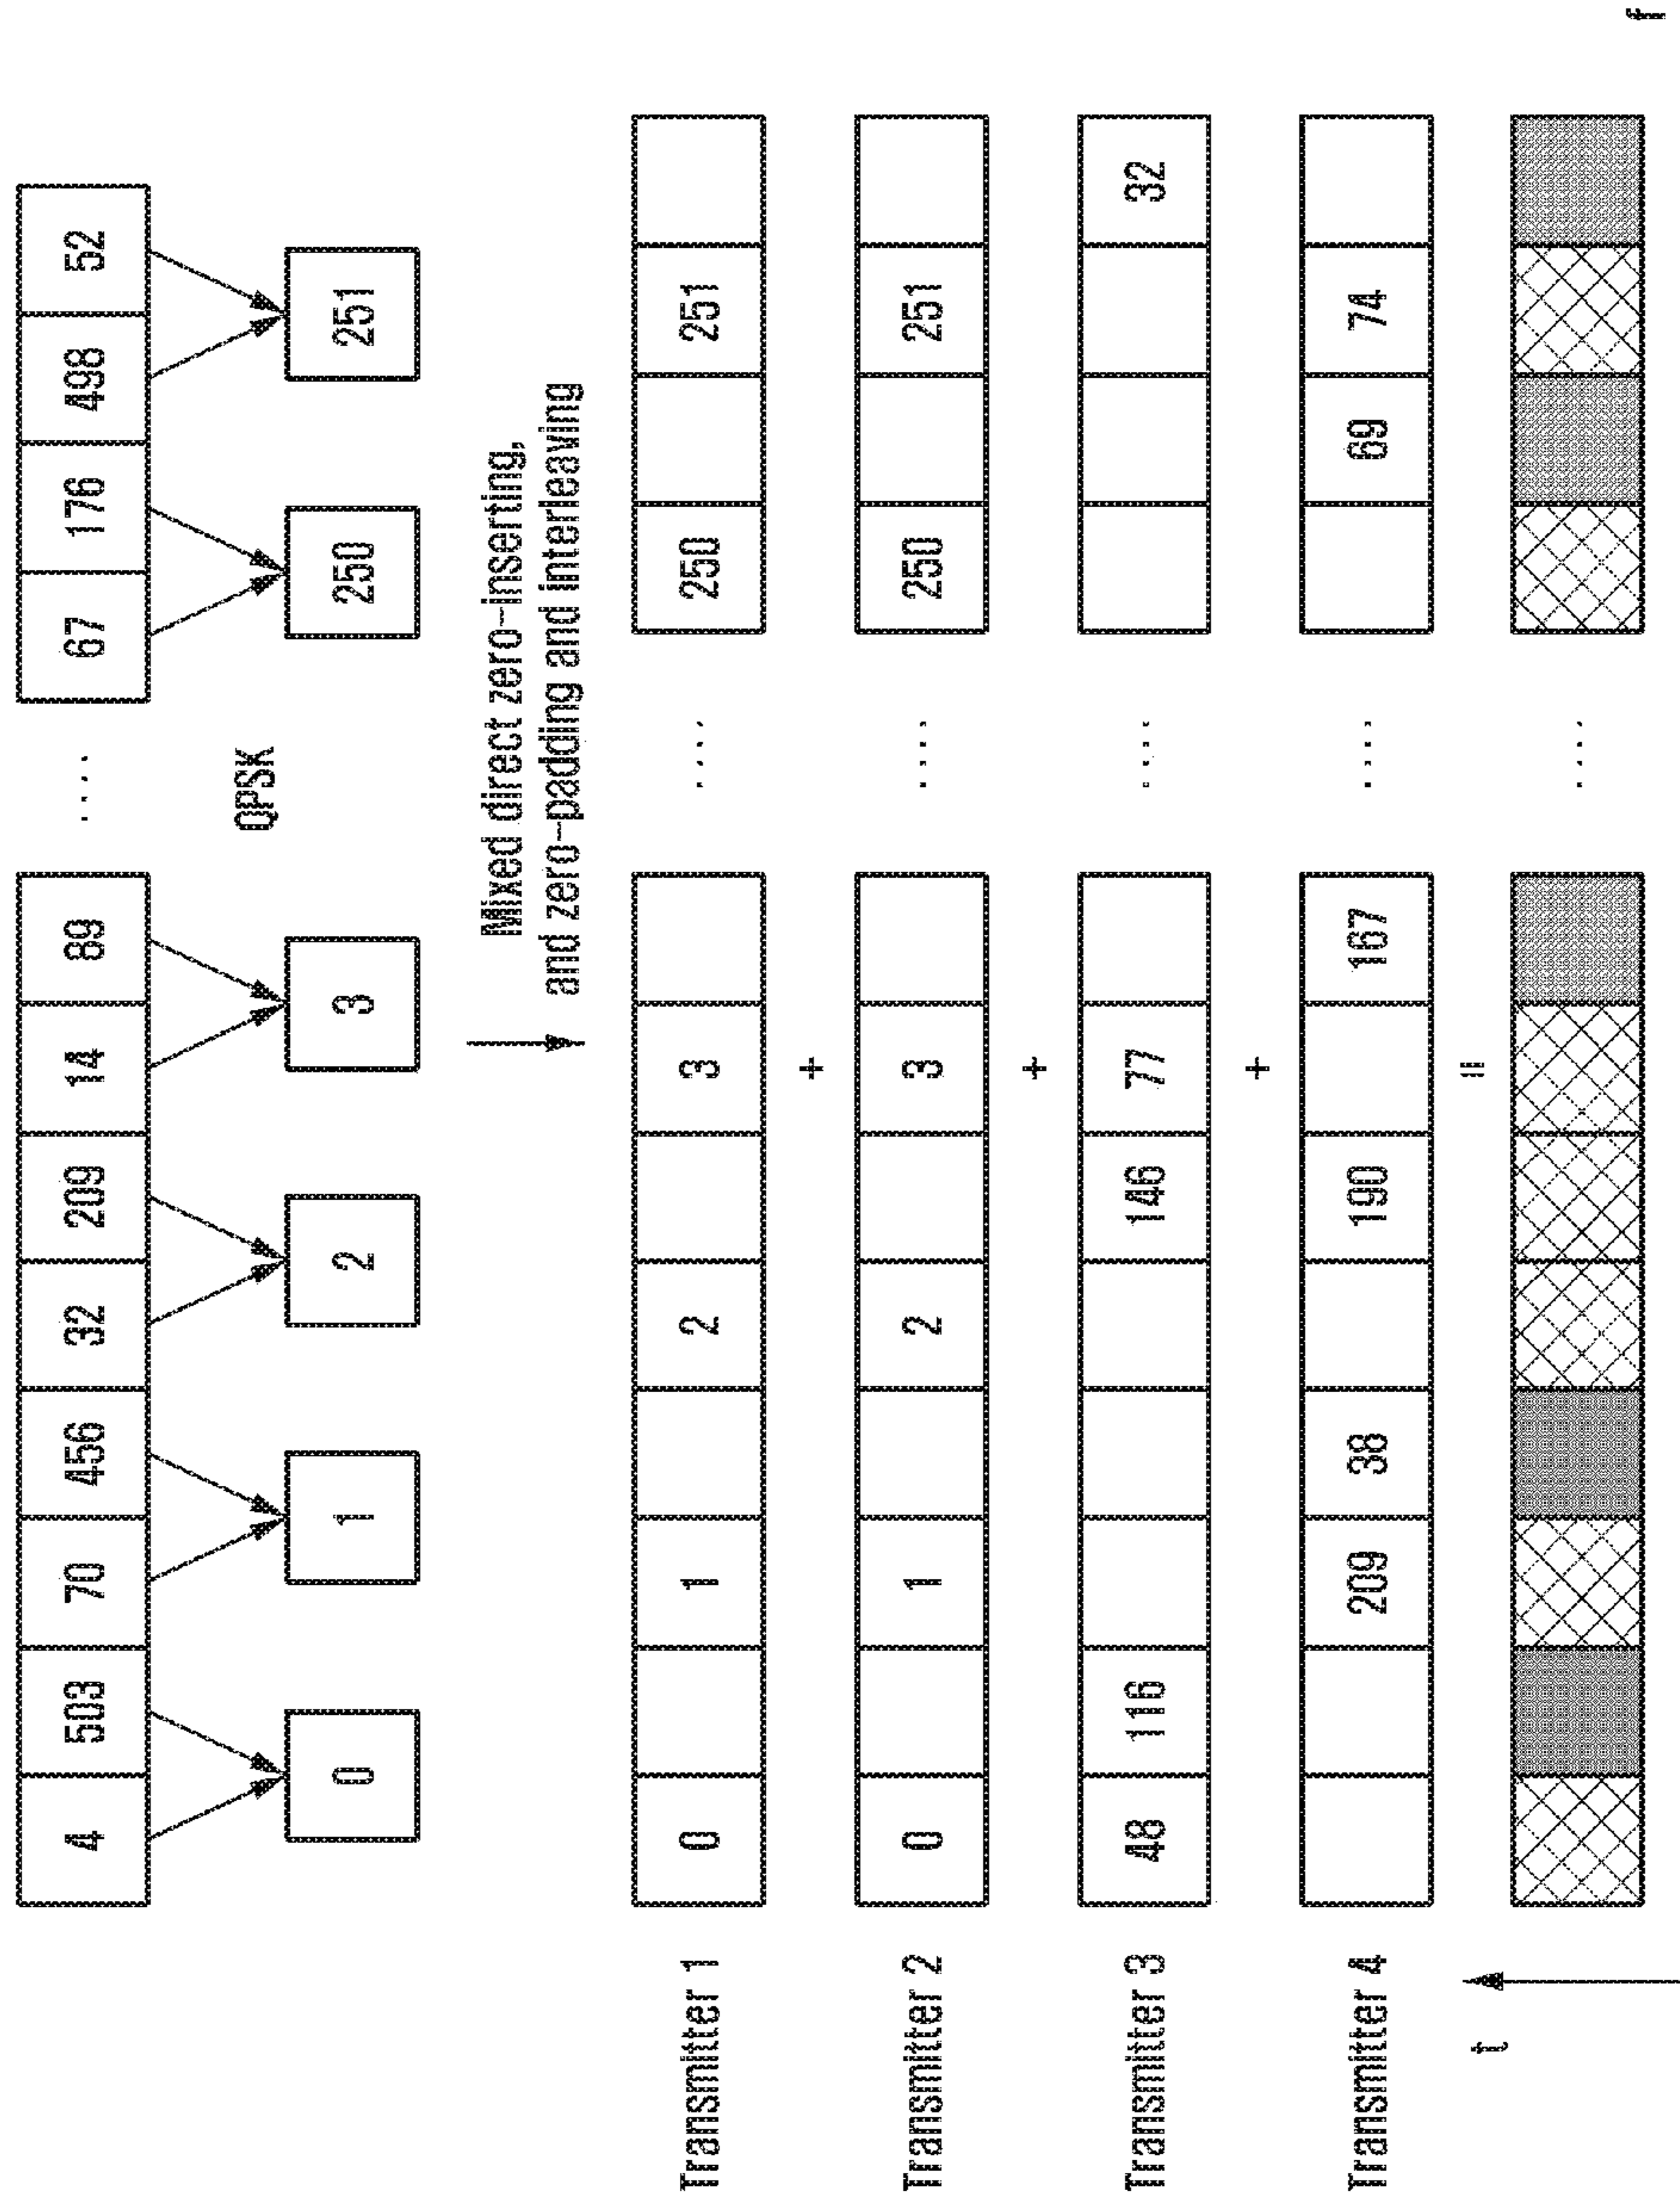 4 503 70 456 32 209 14 89 .... 67 176 498 52
QPSK
0 1 2 3 250 251
Mixed direct zero-inserting,
and zero-padding and interleaving
Transmitter 1 0 1 2 3 .... 250 251
+
Transmitter 2 0 1 2 3 .... 250 251
+
Transmitter 3 48 116 146 77 .... 32
+
Transmitter 4 209 38 190 167 .... 69 74
=
....
t
f